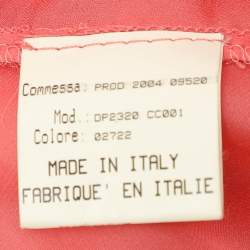 Commessa: PROD 2004 09520
Mod.: DP2320 CC001
Colore: 02722
MADE IN ITALY
FABRIQUE' EN ITALIE